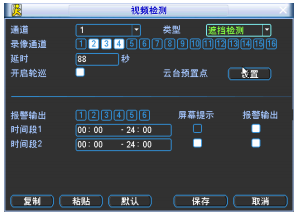 视频检测
通道 1 类型 遮挡检测
录像通道 1 2 3 4 5 6 7 8 9 10 11 12 13 14 15 16
延时 88 秒
开启轮巡 云台预置点 设置
报警输出 1 2 3 4 5 6 屏幕提示 报警输出
时间段1 00:00 -24:00
时间段2 00:00 -24:00
复制 粘贴 默认 保存 取消